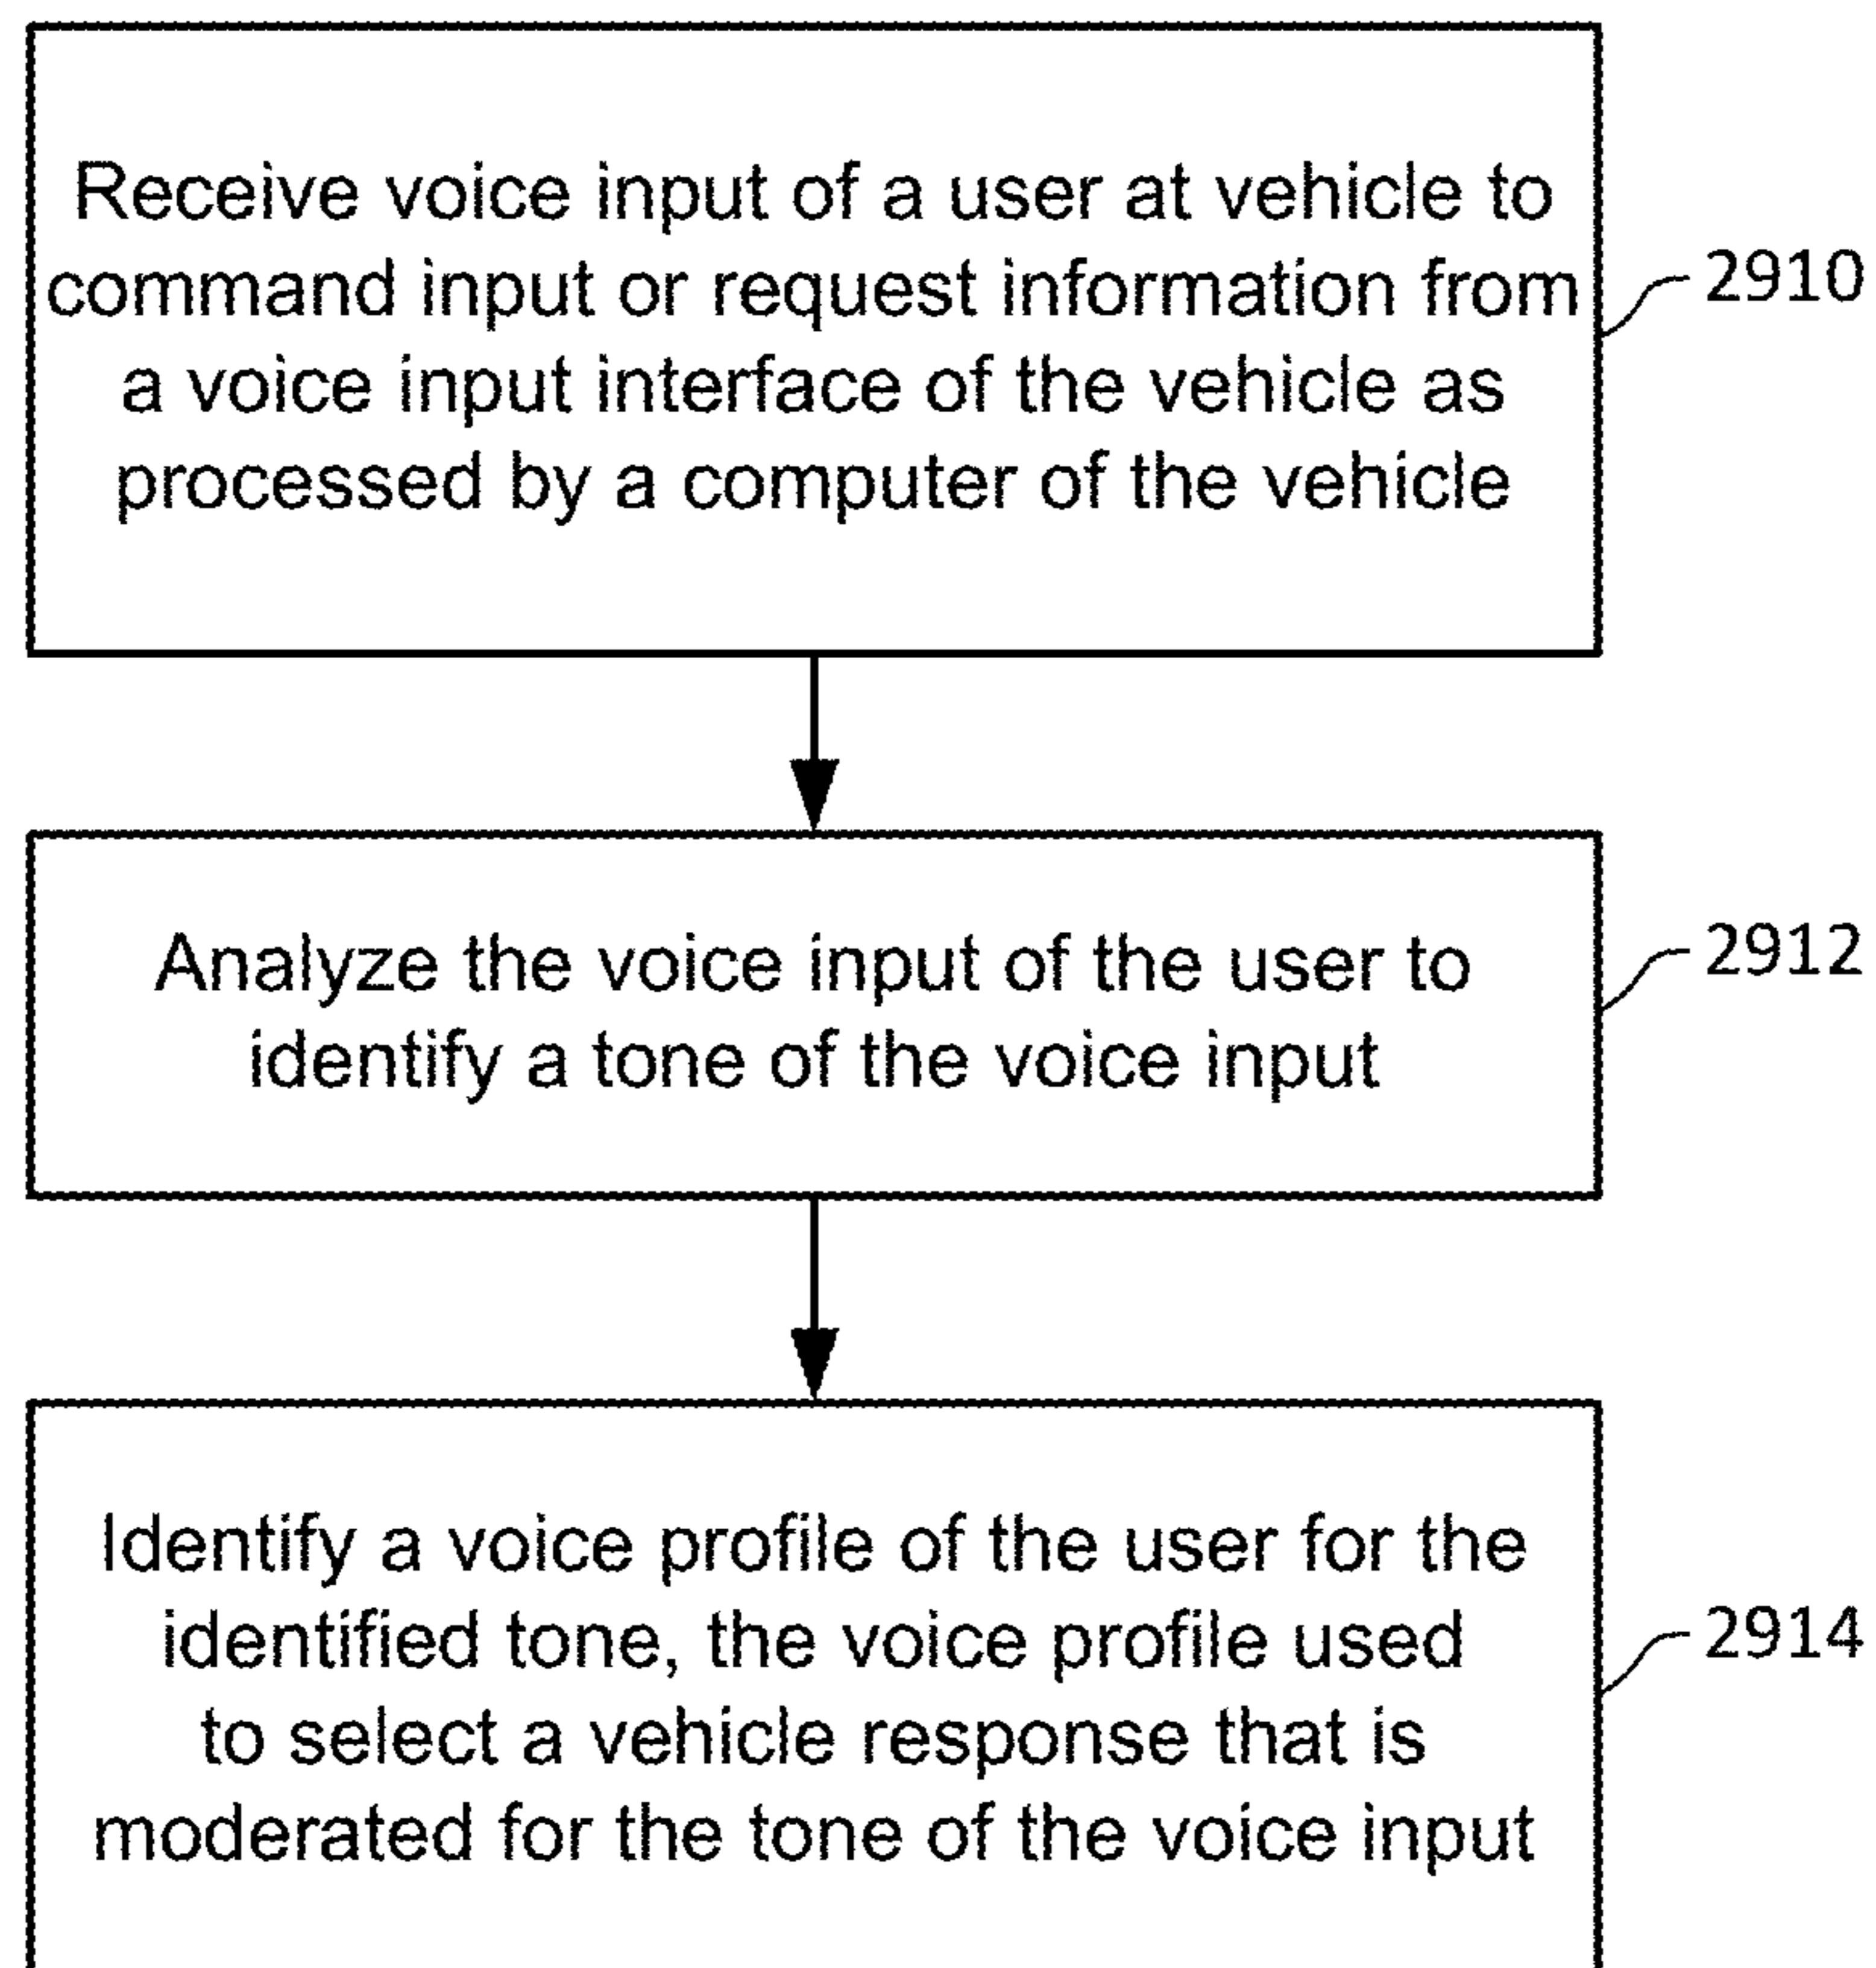 Receive voice input of a user at vehicle to
command input or request information from
a voice input interface of the vehicle as
processed by a computer of the vehicle
2910
Analyze the voice input of the user to
identify a tone of the voice input
2912
Identify a voice profile of the user for the
identified tone, the voice profile used
to select a vehicle response that is
moderated for the tone of the voice input
2914